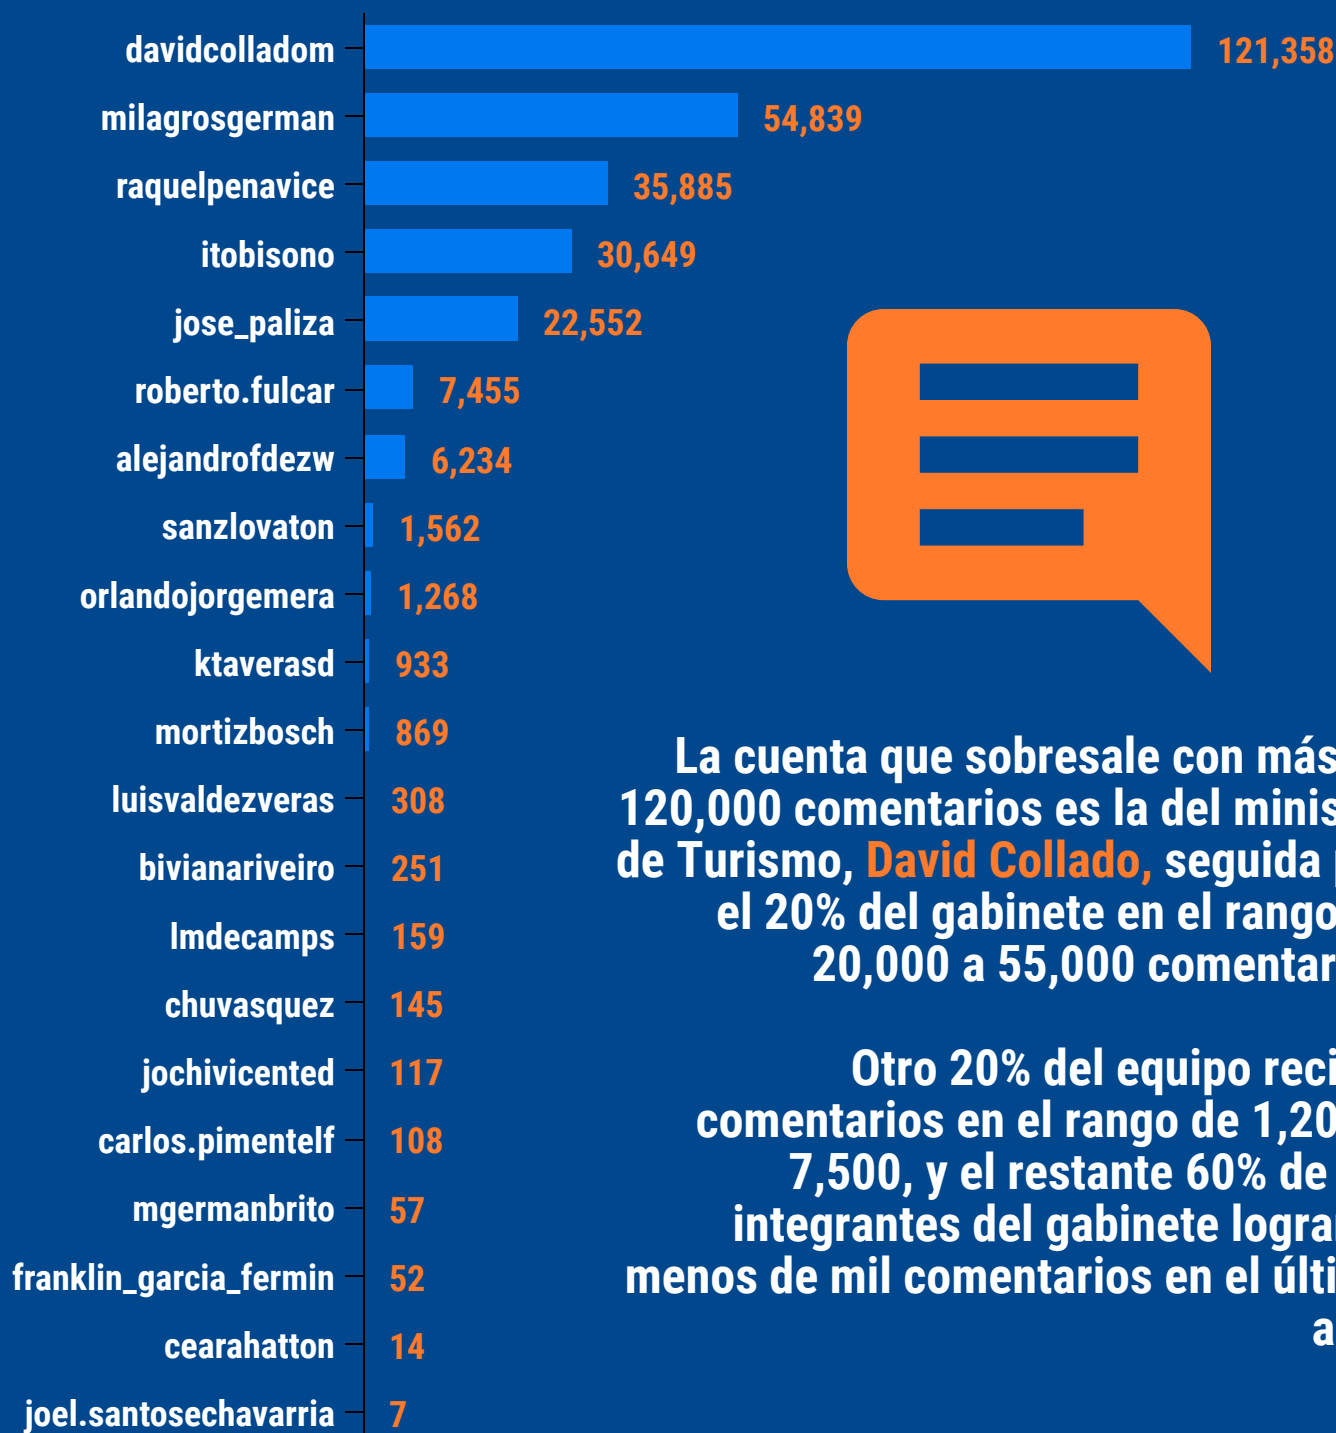 davidcolladom 121,358
milagrosgerman 54,839
raquelpenavice 35,885
itobisono 30,649
jose_paliza 22,552
roberto.fulcar 7,455
alejandrofdezw 6,234
sanzlovaton 1,562
orlandojorgemera 1,268
ktaverasd 933
mortizbosch 869
luisvaldezveras 308
bivianariveiro 251
lmdecamps 159
chuvasquez 145
jochivicented 117
carlos.pimentelf 108
mgermanbrito 57
franklin_garcia_fermin 52
cearahatton 14
joel.santosechavarria 7
La cuenta que sobresale con más
120,000 comentarios es la del minis
de Turismo, David Collado, seguida
el 20% del gabinete en el rango
20,000 a 55,000 comentar
Otro 20% del equipo reci
comentarios en el rango de 1,20
7,500, y el restante 60% de
integrantes del gabinete logra
menos de mil comentarios en el últi
a